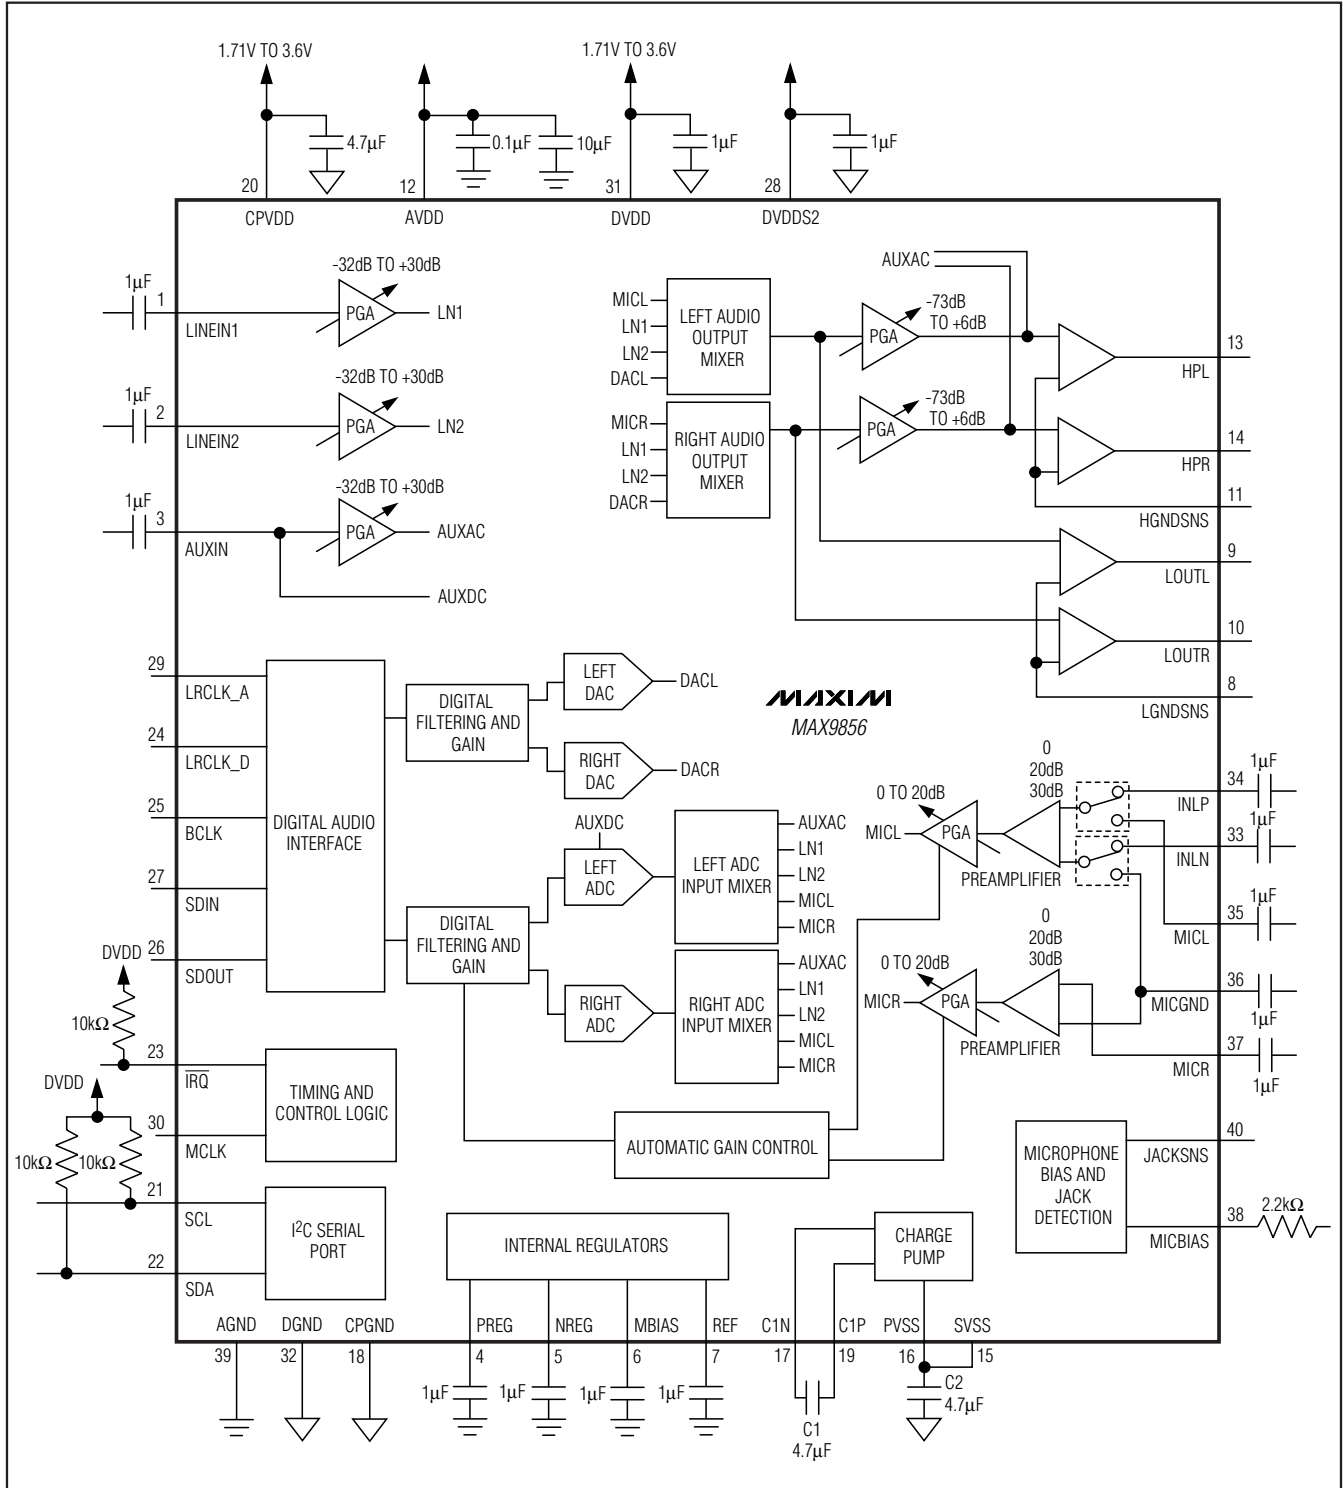 1.71V TO 3.6V
1.71V TO 3.6V
4.7µF
0.1µF
10µF
1µF
1µF
20
12
31
28
CPVDD
AVDD
DVDD
DVDDS2
1µF
1
LINEIN1
-32dB TO +30dB
PGA
LN1
1µF
2
LINEIN2
-32dB TO +30dB
PGA
LN2
1µF
3
AUXIN
-32dB TO +30dB
PGA
AUXAC
AUXDC
MICL
LN1
LN2
DACL
LEFT AUDIO
OUTPUT
MIXER
MICR
LN1
LN2
DACR
RIGHT AUDIO
OUTPUT
MIXER
AUXAC
-73dB
TO +6dB
PGA
-73dB
TO +6dB
PGA
13
HPL
14
HPR
11
HGNDSNS
9
LOUTL
10
LOUTR
8
LGNDSNS
29
LRCLK_A
24
LRCLK_D
25
BCLK
27
SDIN
26
SDOUT
DIGITAL AUDIO
INTERFACE
DIGITAL
FILTERING AND
GAIN
LEFT
DAC
DACL
RIGHT
DAC
DACR
MAXIM
MAX9856
DIGITAL
FILTERING AND
GAIN
AUXDC
LEFT
ADC
RIGHT
ADC
LEFT ADC
INPUT MIXER
AUXAC
LN1
LN2
MICL
MICR
RIGHT ADC
INPUT MIXER
AUXAC
LN1
LN2
MICL
MICR
0 TO 20dB
MICL
PGA
0
20dB
30dB
PREAMPLIFIER
0 TO 20dB
MICR
PGA
0
20dB
30dB
PREAMPLIFIER
34
INLP
1µF
33
INLN
1µF
35
MICL
1µF
36
MICGND
1µF
37
MICR
1µF
DVDD
10kΩ
23
IRQ
DVDD
10kΩ
10kΩ
30
MCLK
TIMING AND
CONTROL LOGIC
21
SCL
22
SDA
I2C SERIAL
PORT
AUTOMATIC GAIN CONTROL
MICROPHONE
BIAS AND
JACK
DETECTION
40
JACKSNS
38
MICBIAS
2.2kΩ
INTERNAL REGULATORS
CHARGE
PUMP
AGND
DGND
CPGND
PREG
NREG
MBIAS
REF
C1N
C1P
PVSS
SVSS
39
32
18
4
5
6
7
17
19
16
15
1µF
1µF
1µF
1µF
C1
4.7µF
C2
4.7µF